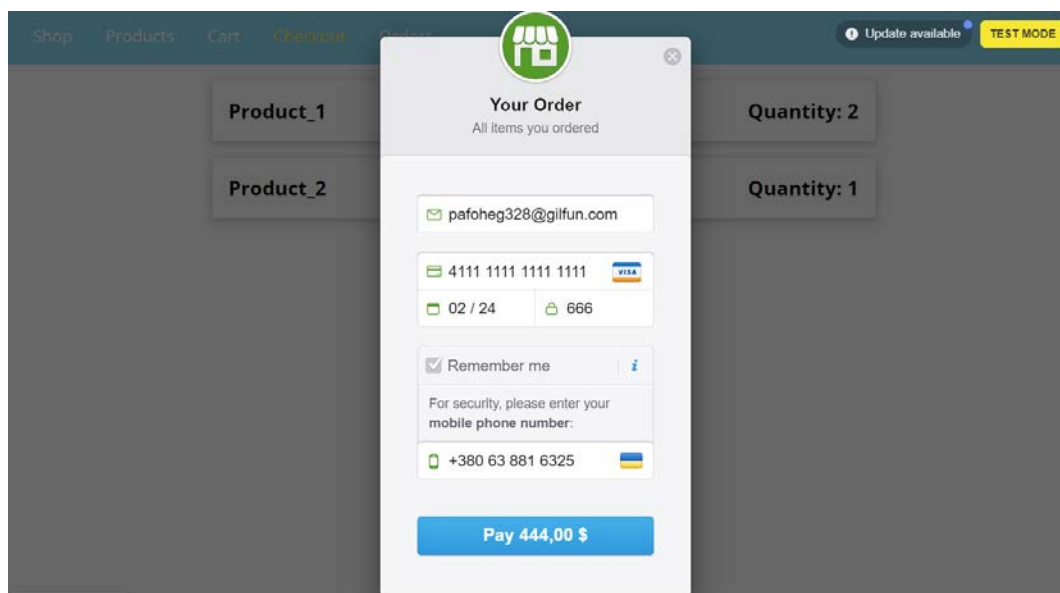 Shop Products Cart Checkout Orders
Update available
TEST MODE
Product_1
Quantity: 2
Product_2
Quantity: 1
Your Order
All items you ordered
pafoheg328@gilfun.com
4111 1111 1111 1111 VISA
02 / 24 666
Remember me i
For security, please enter your
mobile phone number:
+380 63 881 6325
Pay 444,00 $